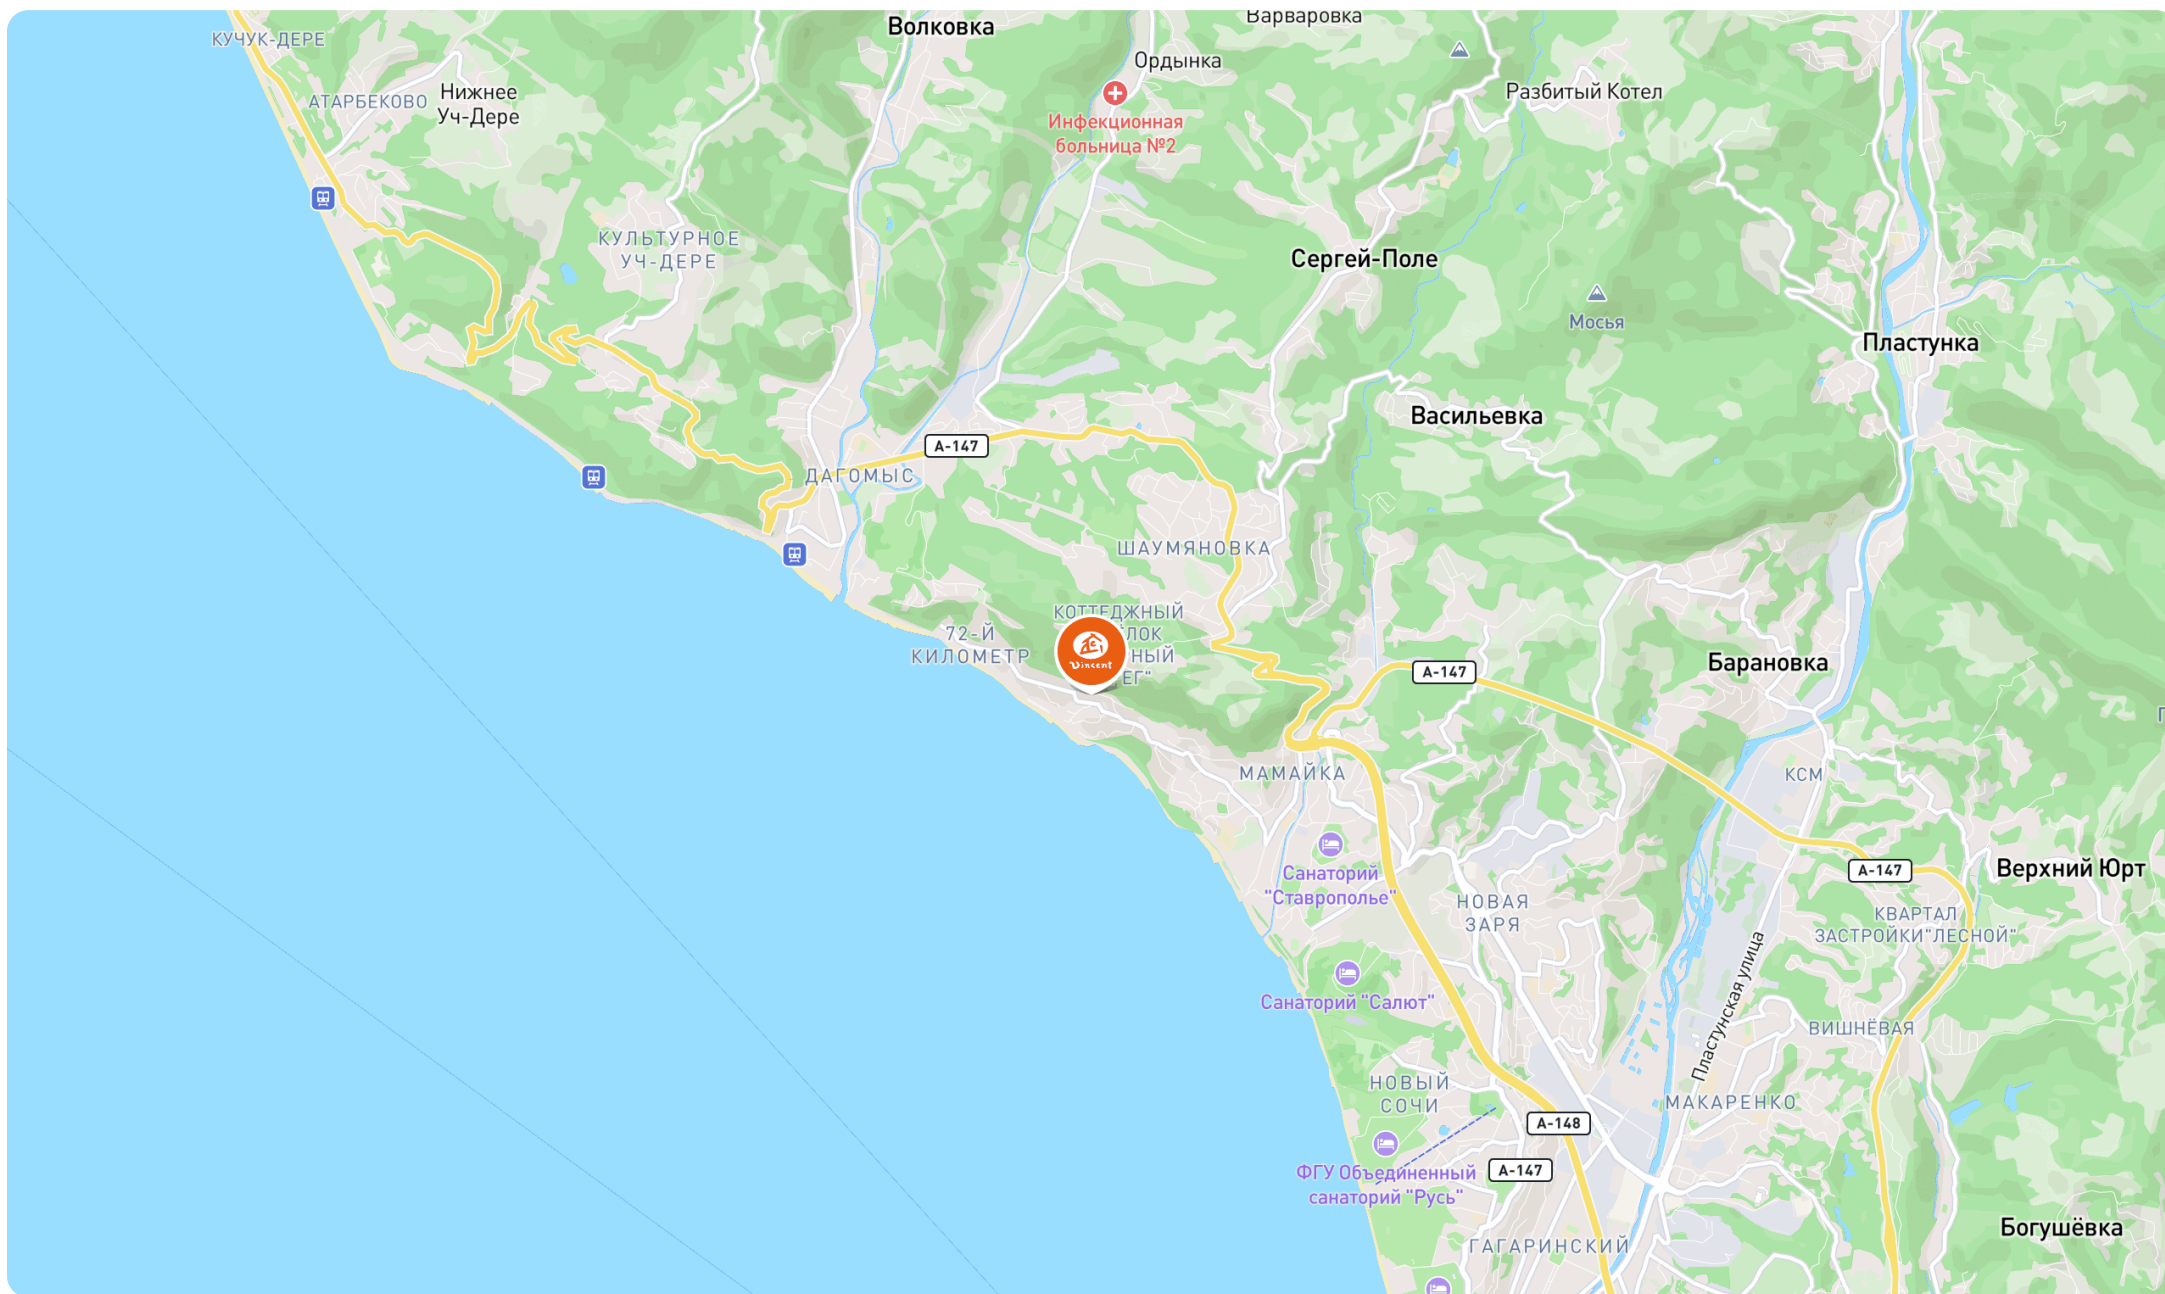 Волковка
Варваровка
КУЧУК-ДЕРЕ
Ордынка
АТАРБЕКОВО
Нижнее
Уч-Дере
Разбитый Котел
Инфекционная
больница №2
КУЛЬТУРНОЕ
УЧ-ДЕРЕ
Сергей-Поле
Мосья
Пластунка
Васильевка
А-147
ДАГОМЫС
ШАУМЯНОВКА
КОТТЕДЖНЫЙ
ЛОК
НЫЙ
ЕГ"
72-Й
КИЛОМЕТР
Vincent
А-147
Барановка
МАМАЙКА
КСМ
Санаторий
"Ставрополье"
А-147
Верхний Юрт
НОВАЯ
ЗАРЯ
КВАРТАЛ
ЗАСТРОЙКИ"ЛЕСНОЙ"
Санаторий "Салют"
Пластунская улица
ВИШНЁВАЯ
НОВЫЙ
СОЧИ
МАКАРЕНКО
А-148
ФГУ Объединенный
санаторий "Русь"
А-147
Богушёвка
ГАГАРИНСКИЙ